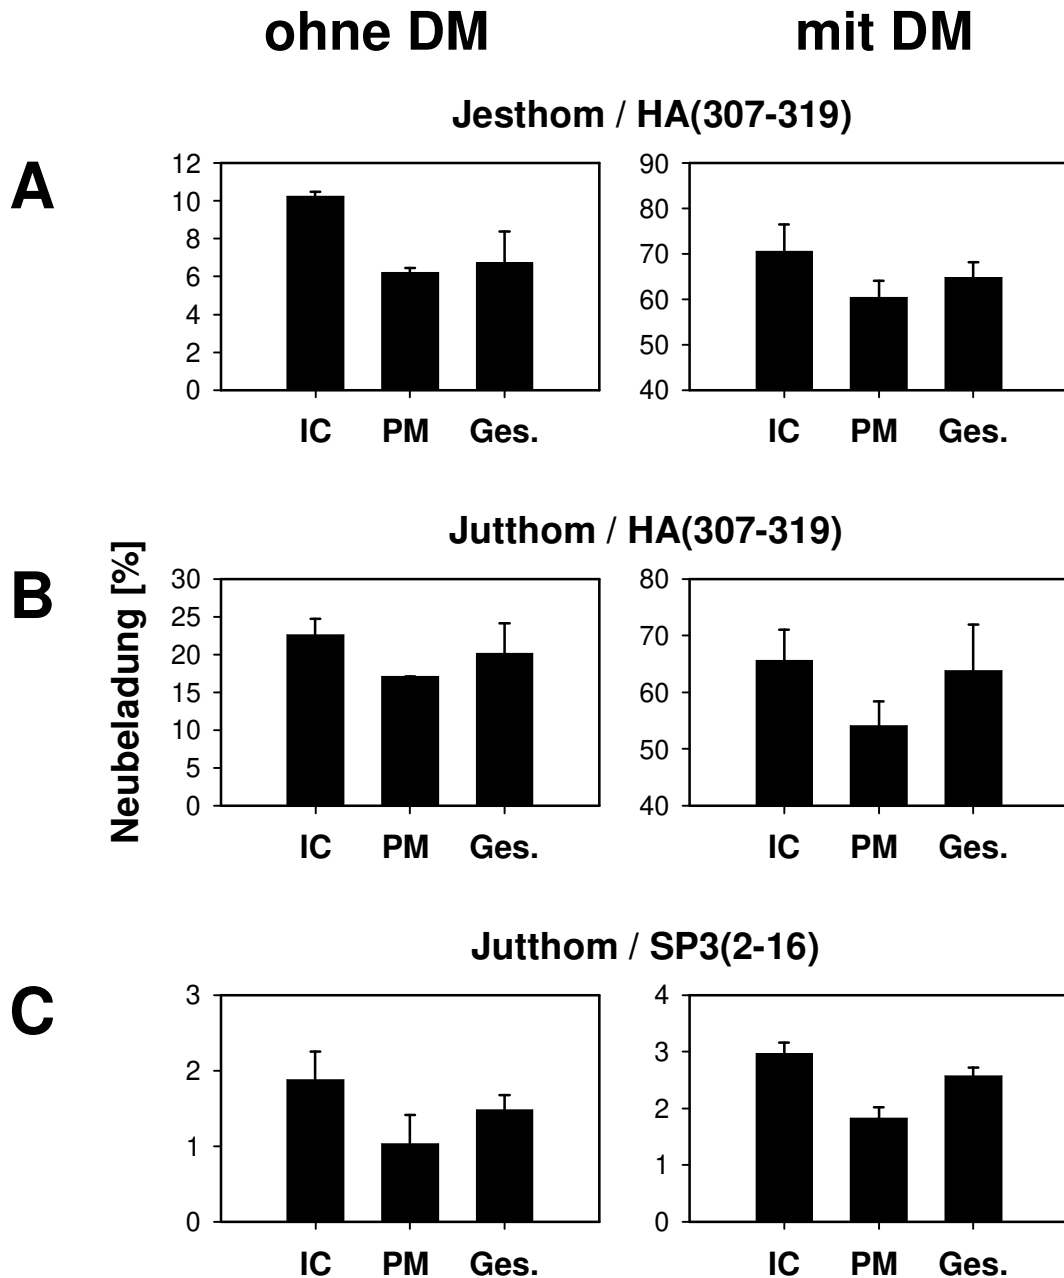 ohne DM mit DM
Jesthom / HA(307-319)
A
12
10
8
6
4
2
0
IC PM Ges.
90
80
70
60
50
40
IC PM Ges.
Jutthom / HA(307-319)
B
Neubeladung [%]
30
25
20
15
10
5
0
IC PM Ges.
80
70
60
50
40
IC PM Ges.
Jutthom / SP3(2-16)
C
3
2
1
0
IC PM Ges.
4
3
2
1
0
IC PM Ges.